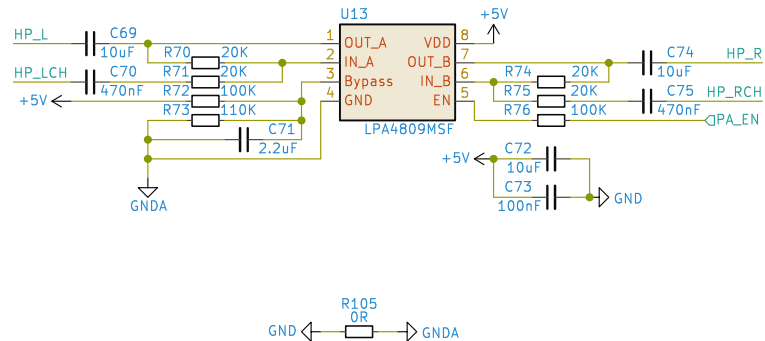 U13
+5V
HP_L
C69
10uF
1
OUT_A
VDD
8
C74
10uF
HP_R
R70
20K
2
IN_A
OUT_B
7
HP_LCH
C70
470nF
R71
20K
3
Bypass
IN_B
6
R74
20K
+5V
R72
100K
4
GND
EN
5
R75
20K
C75
470nF
HP_RCH
R73
110K
R76
100K
PA_EN
C71
2.2uF
LPA4809MSF
+5V
C72
10uF
C73
100nF
GND
GNDA
R105
0R
GND
GNDA